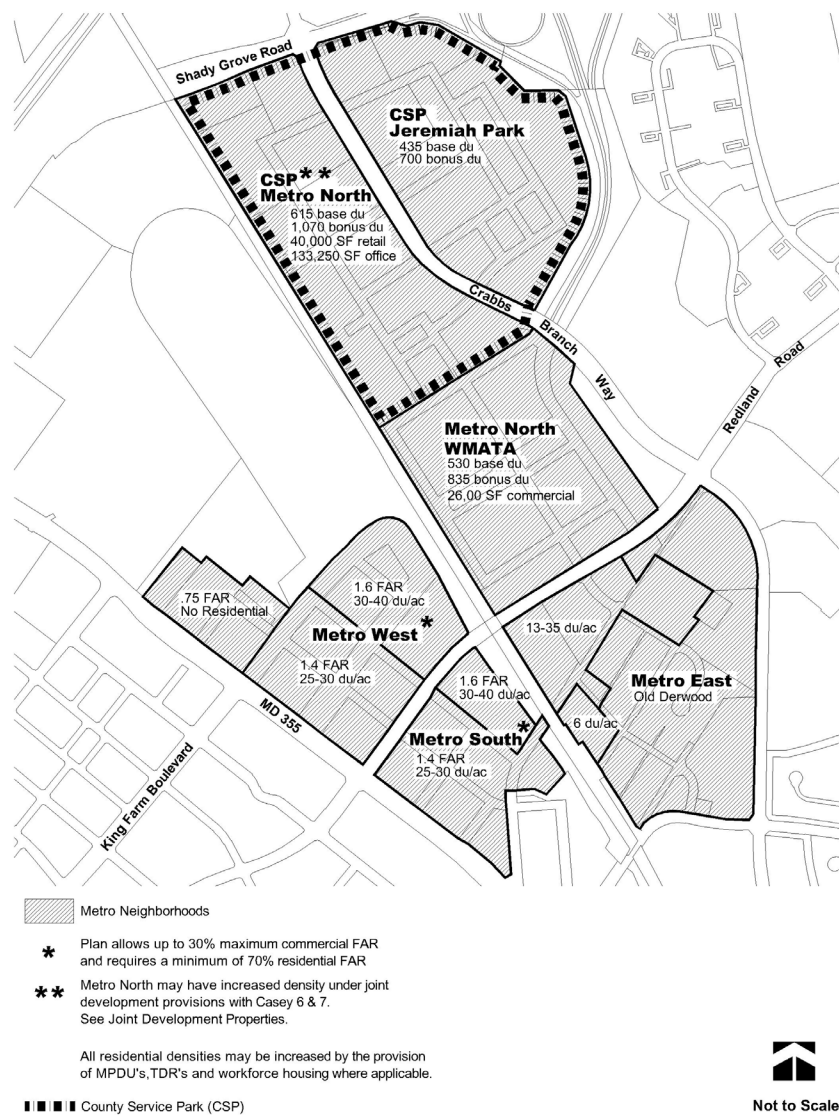 Shady Grove Road
CSP
Jeremiah Park
435 base du
700 bonus du
CSP**
Metro North
615 base du
1,070 bonus du
40,000 SF retail
133,250 SF office
Crabbs
Branch
Way
Redland
Road
Metro North
WMATA
530 base du
835 bonus du
26,00 SF commercial
.75 FAR
No Residential
1.6 FAR
30-40 du/ac
Metro West*
1.4 FAR
25-30 du/ac
13-35 du/ac
1.6 FAR
30-40 du/ac
Metro East
Old Derwood
6 du/ac
Metro South*
1.4 FAR
25-30 du/ac
MD 355
King Farm Boulevard
Metro Neighborhoods
* Plan allows up to 30% maximum commercial FAR
and requires a minimum of 70% residential FAR
** Metro North may have increased density under joint
development provisions with Casey 6 & 7.
See Joint Development Properties.
All residential densities may be increased by the provision
of MPDU's,TDR's and workforce housing where applicable.
County Service Park (CSP)
Not to Scale